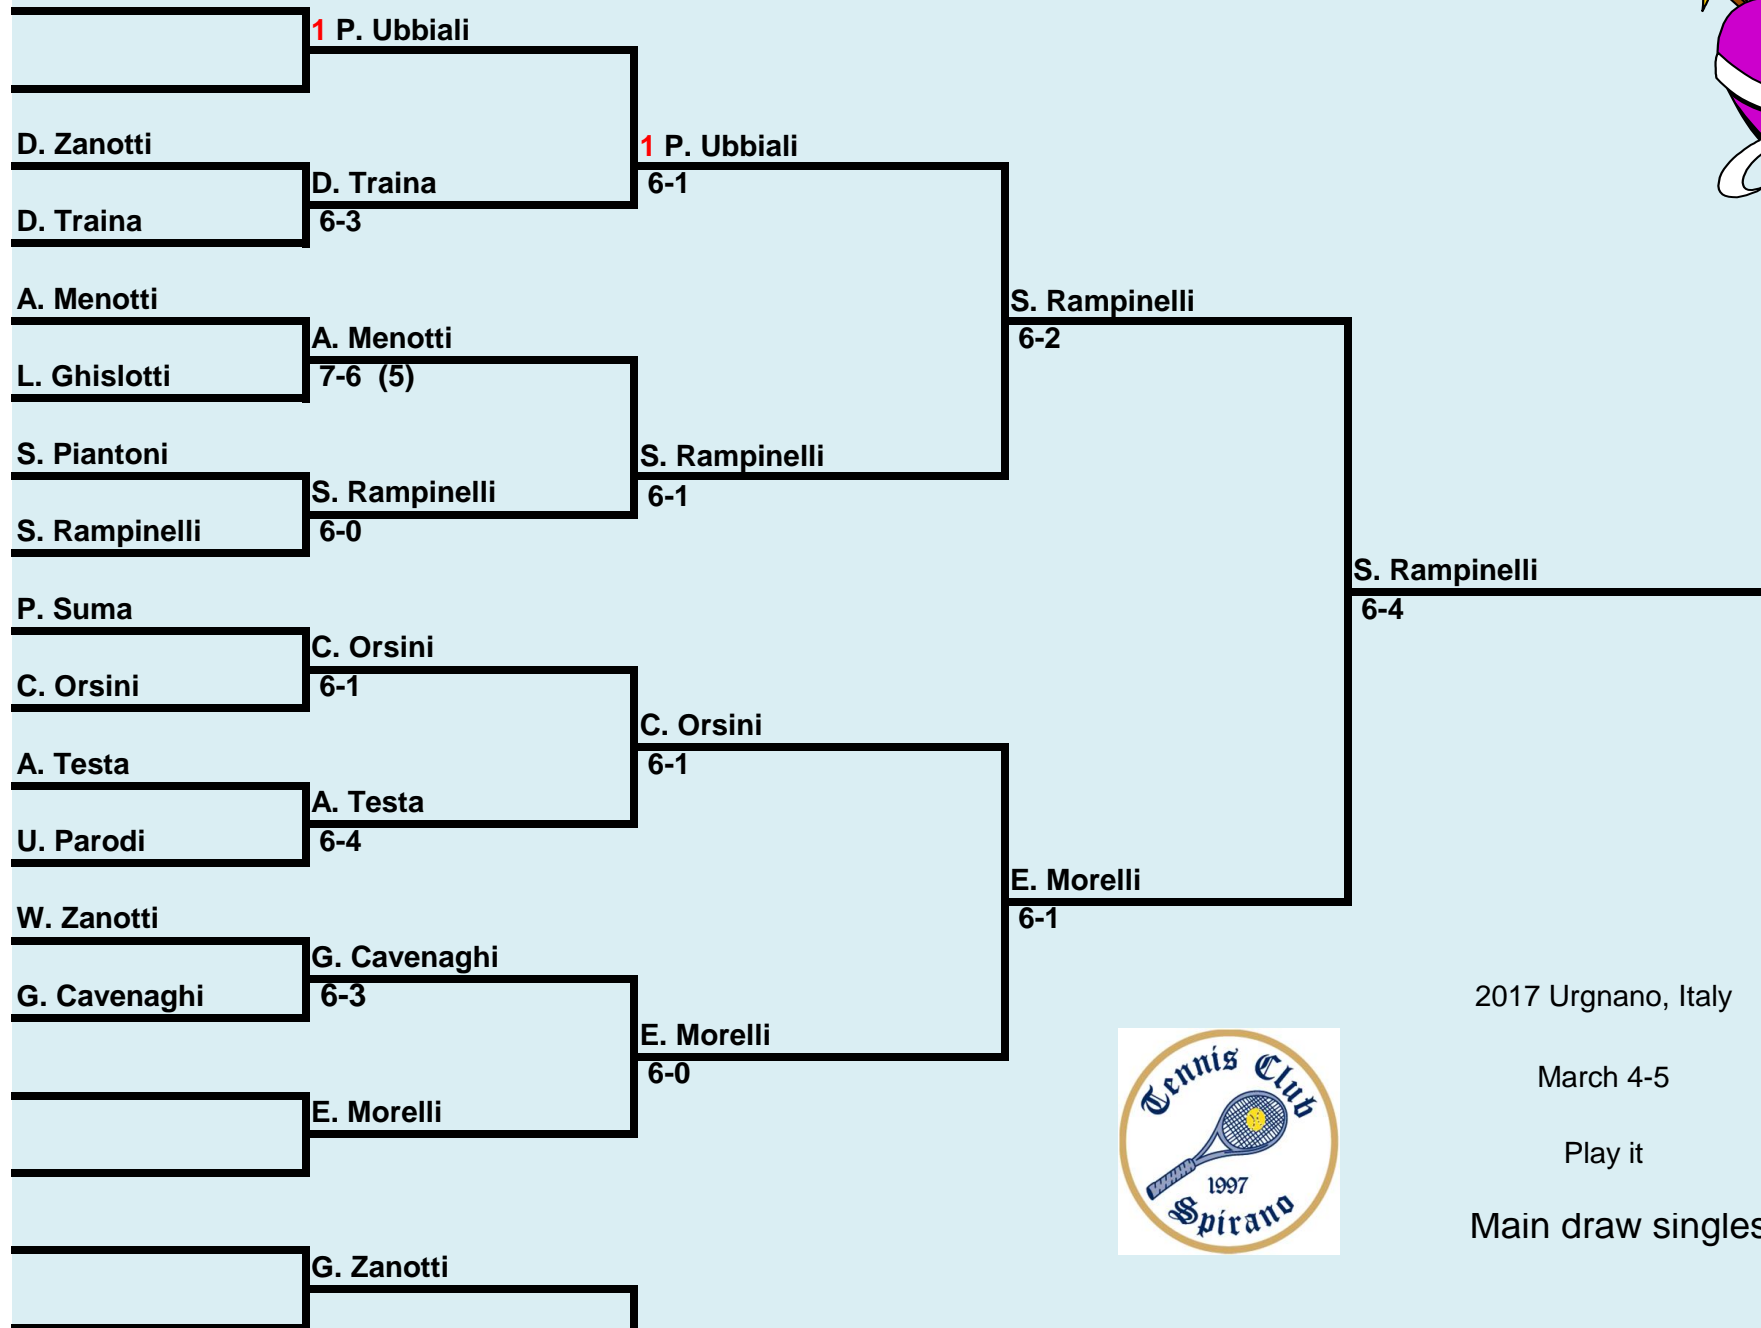 1 P. Ubbiali
D. Zanotti
1 P. Ubbiali
D. Traina
6-1
D. Traina
6-3
A. Menotti
S. Rampinelli
A. Menotti
6-2
L. Ghislotti
7-6 (5)
S. Piantoni
S. Rampinelli
S. Rampinelli
6-1
S. Rampinelli
6-0
S. Rampinelli
P. Suma
6-4
C. Orsini
C. Orsini
6-1
C. Orsini
A. Testa
6-1
A. Testa
U. Parodi
6-4
E. Morelli
W. Zanotti
6-1
G. Cavenaghi
G. Cavenaghi
6-3
2017 Urgnano, Italy
E. Morelli
6-0
Tennis Club
March 4-5
E. Morelli
Play it
1997
Spirano
Main draw singles
G. Zanotti